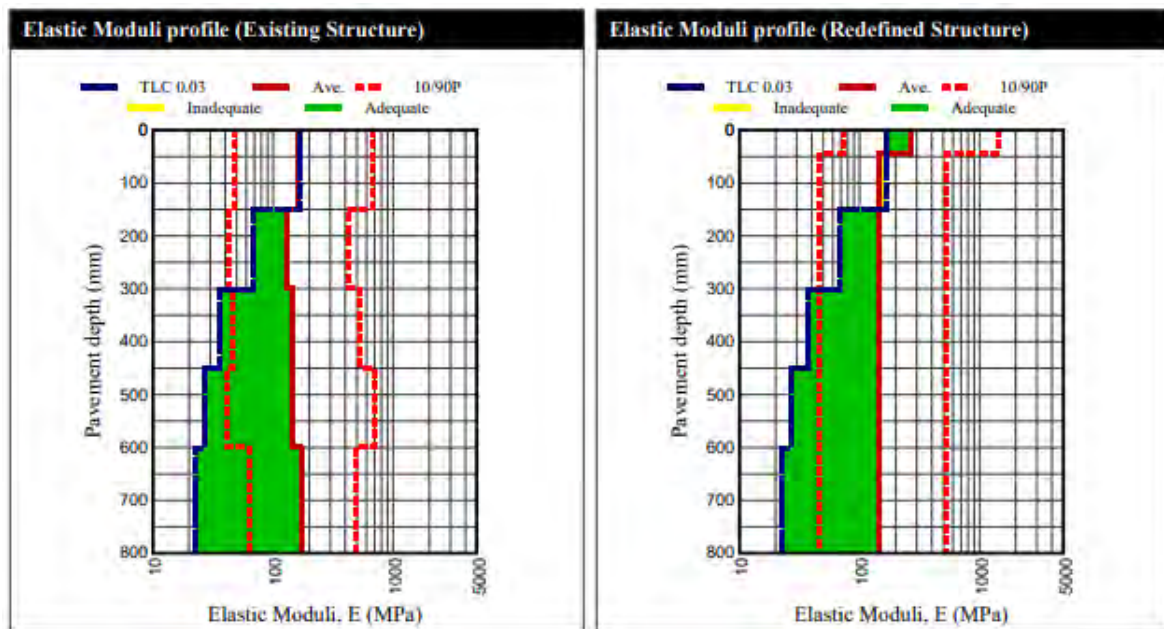 Elastic Moduli profile (Existing Structure)
TLC 0.03 Ave. 10/90P
Inadequate Adequate
0
100
200
300
400
500
600
700
800
Pavement depth (mm)
10 100 1000 5000
Elastic Moduli, E (MPa)
Elastic Moduli profile (Redefined Structure)
TLC 0.03 Ave. 10/90P
Inadequate Adequate
0
100
200
300
400
500
600
700
800
Pavement depth (mm)
10 100 1000 5000
Elastic Moduli, E (MPa)